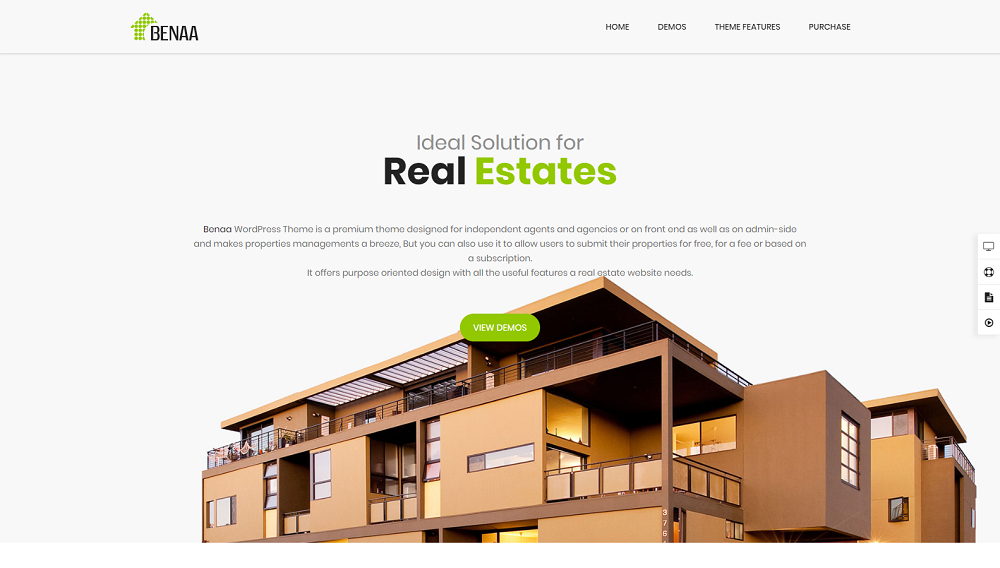 BENAA
HOME DEMOS THEME FEATURES PURCHASE
Ideal Solution for
Real Estates
Benaa WordPress Theme is a premium theme designed for independent agents and agencies or on front end as well as on admin-side
and makes properties managements a breeze, But you can also use it to allow users to submit their properties for free, for a fee or based on
a subscription.
It offers purpose oriented design with all the useful features a real estate website needs.
VIEW DEMOS